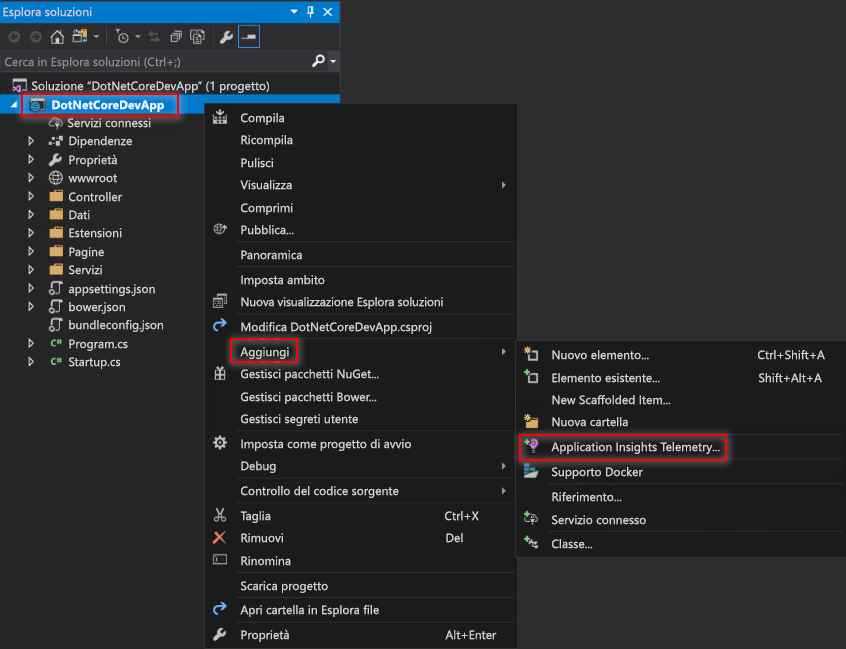 Esplora soluzioni
Cerca in Esplora soluzioni (Ctrl+;)
Soluzione "DotNetCoreDevApp" (1 progetto)
DotNetCoreDevApp
Servizi connessi
Dipendenze
Proprietà
wwwroot
Controller
Dati
Estensioni
Pagine
Servizi
appsettings.json
bower.json
bundleconfig.json
C# Program.cs
C# Startup.cs
Compila
Ricompila
Pulisci
Visualizza
Comprimi
Pubblica...
Panoramica
Imposta ambito
Nuova visualizzazione Esplora soluzioni
Modifica DotNetCoreDevApp.csproj
Aggiungi
Gestisci pacchetti NuGet...
Gestisci pacchetti Bower...
Gestisci segreti utente
Imposta come progetto di avvio
Debug
Controllo del codice sorgente
Taglia Ctrl+X
Rimuovi Del
Rinomina
Scarica progetto
Apri cartella in Esplora file
Proprietà Alt+Enter
Nuovo elemento... Ctrl+Shift+A
Elemento esistente... Shift+Alt+A
New Scaffolded Item...
Nuova cartella
Application Insights Telemetry...
Supporto Docker
Riferimento...
Servizio connesso
Classe...